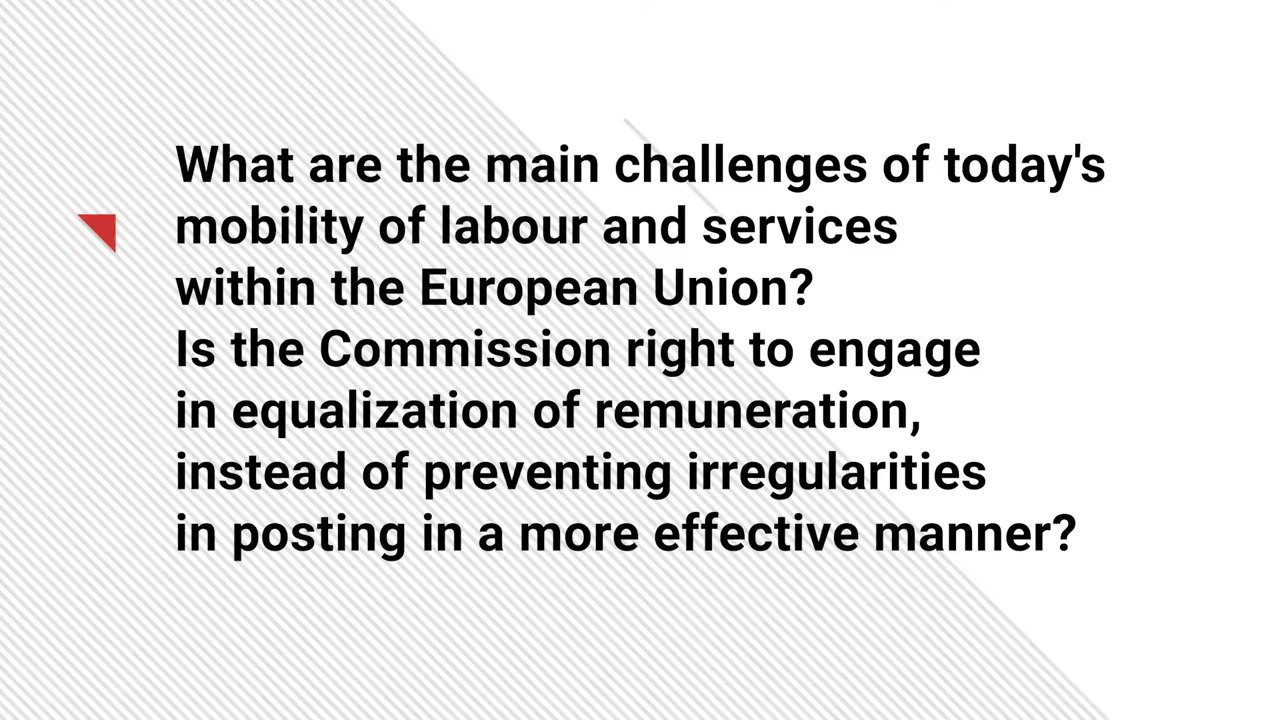 What are the main challenges of today's
mobility of labour and services
within the European Union?
Is the Commission right to engage
in equalization of remuneration,
instead of preventing irregularities
in posting in a more effective manner?